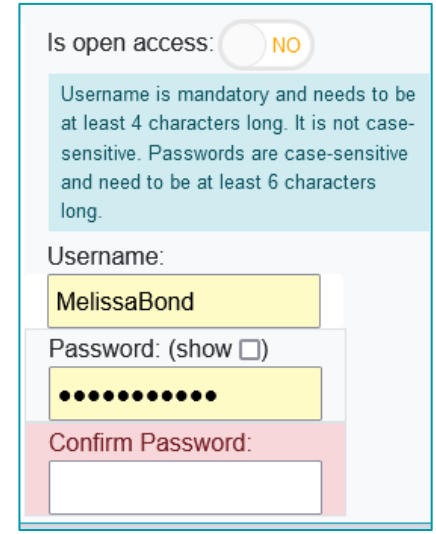 Is open access: NO
Username is mandatory and needs to be
at least 4 characters long. It is not case-
sensitive. Passwords are case-sensitive
and need to be at least 6 characters
long.
Username:
MelissaBond
Password: (show ☐)
●●●●●●●●●●●
Confirm Password: